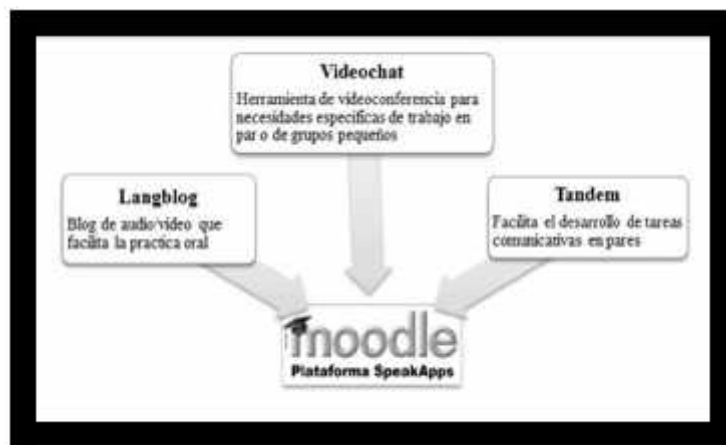 Videochat
Herramienta de videoconferencia para
necesidades especificas de trabajo en
par o de grupos pequeños
Langblog
Blog de audio/video que
facilita la practica oral
Tandem
Facilita el desarrollo de tareas
comunicativas en pares
moodle
Plataforma SpeakApps